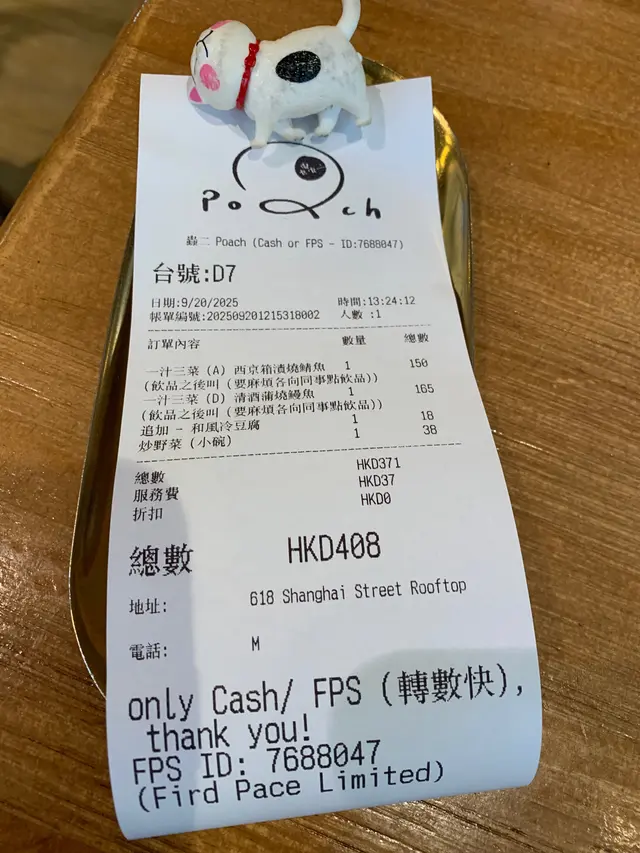 PoQch
蟲二 Poach (Cash or FPS - ID:7688047)
台號:D7
日期:9/20/2025 時間:13:24:12
帳單編號:202509201215318002 人數 :1
訂單內容 數量 總數
一汁三菜 (A) 西京箱漬燒鯖魚 1 150
(飲品之後叫 (要麻煩各向同事點飲品))
一汁三菜 (D) 清酒蒲燒鰻魚 1 165
(飲品之後叫 (要麻煩各向同事點飲品))
追加 - 和風冷豆腐 1 18
炒野菜 (小碗) 1 38
總數 HKD371
服務費 HKD37
折扣 HKD0
總數 HKD408
地址: 618 Shanghai Street Rooftop
電話: M
only Cash/ FPS (轉數快),
thank you!
FPS ID: 7688047
(Fird Pace Limited)